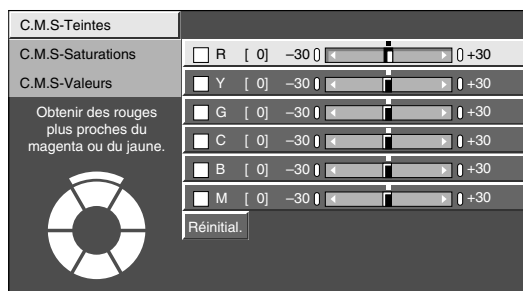 C.M.S-Teintes
C.M.S-Saturations
C.M.S-Valeurs
Obtenir des rouges
plus proches du
magenta ou du jaune.
R [ 0] –30 +30
Y [ 0] –30 +30
G [ 0] –30 +30
C [ 0] –30 +30
B [ 0] –30 +30
M [ 0] –30 +30
Réinitial.